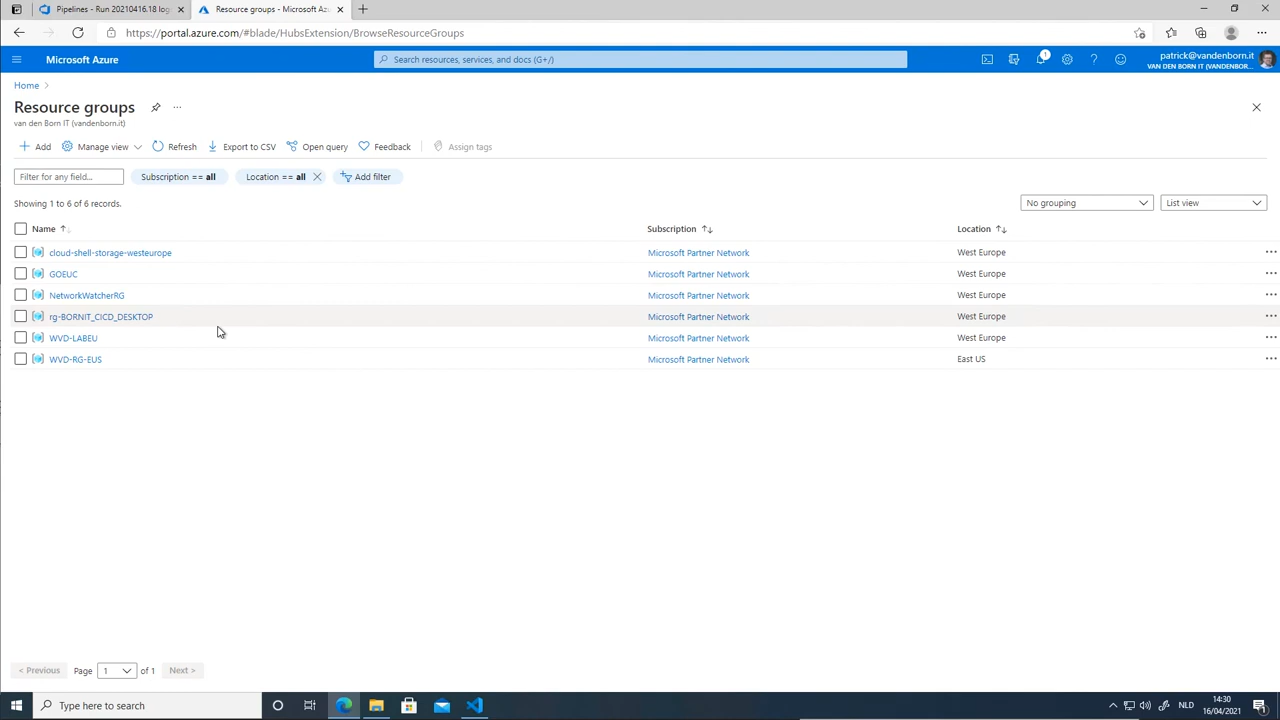 Pipelines - Run 20210416.18 log
Resource groups - Microsoft Azu
https://portal.azure.com/#blade/HubsExtension/BrowseResourceGroups
Microsoft Azure
Search resources, services, and docs (G+/)
1
patrick@vandenborn.it
VAN DEN BORN IT (VANDENBOR...
Home
Resource groups
van den Born IT (vandenborn.it)
Add
Manage view
Refresh
Export to CSV
Open query
Feedback
Assign tags
Filter for any field...
Subscription == all
Location == all
Add filter
Showing 1 to 6 of 6 records.
No grouping
List view
Name
Subscription
Location
cloud-shell-storage-westeurope
Microsoft Partner Network
West Europe
GOEUC
Microsoft Partner Network
West Europe
NetworkWatcherRG
Microsoft Partner Network
West Europe
rg-BORNIT_CICD_DESKTOP
Microsoft Partner Network
West Europe
WVD-LABEU
Microsoft Partner Network
West Europe
WVD-RG-EUS
Microsoft Partner Network
East US
< Previous
Page
1
of 1
Next >
Type here to search
NLD
14:30
16/04/2021
1